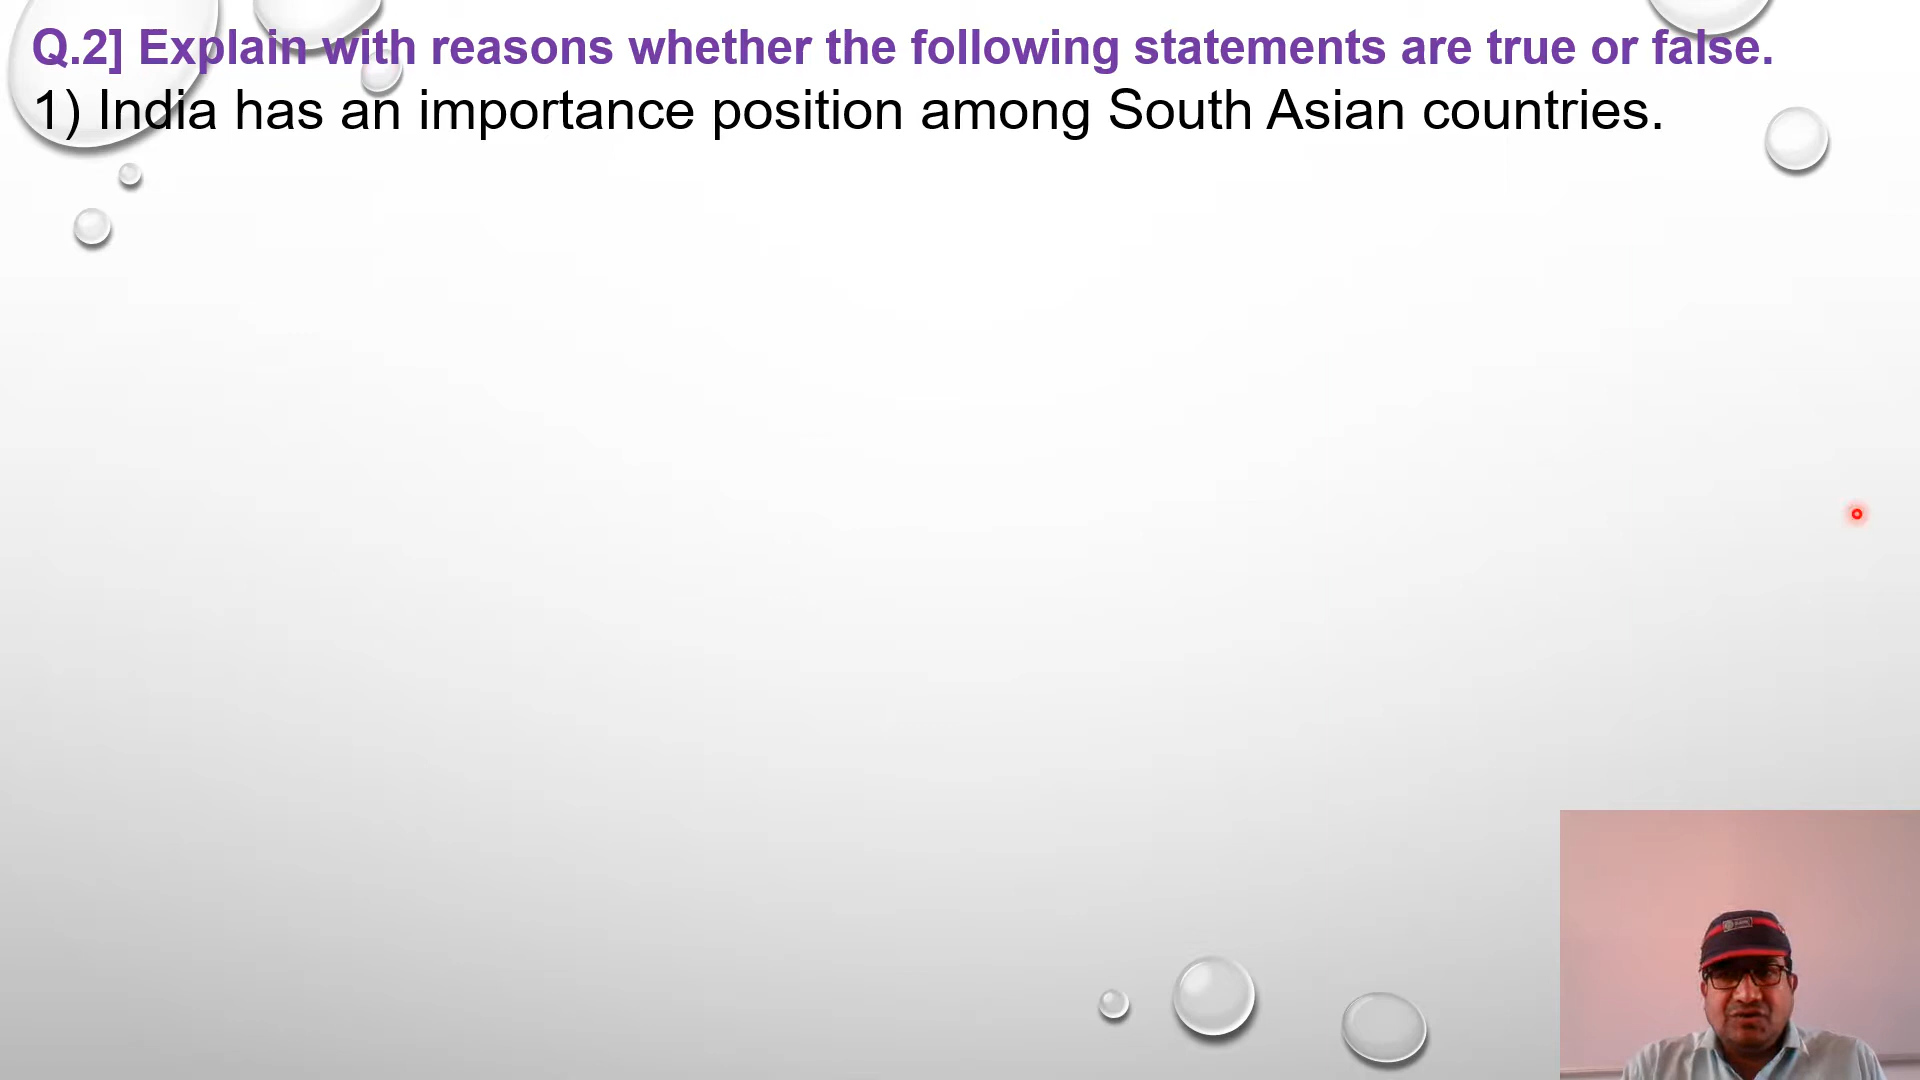 Q.2] Explain with reasons whether the following statements are true or false.
1) India has an importance position among South Asian countries.